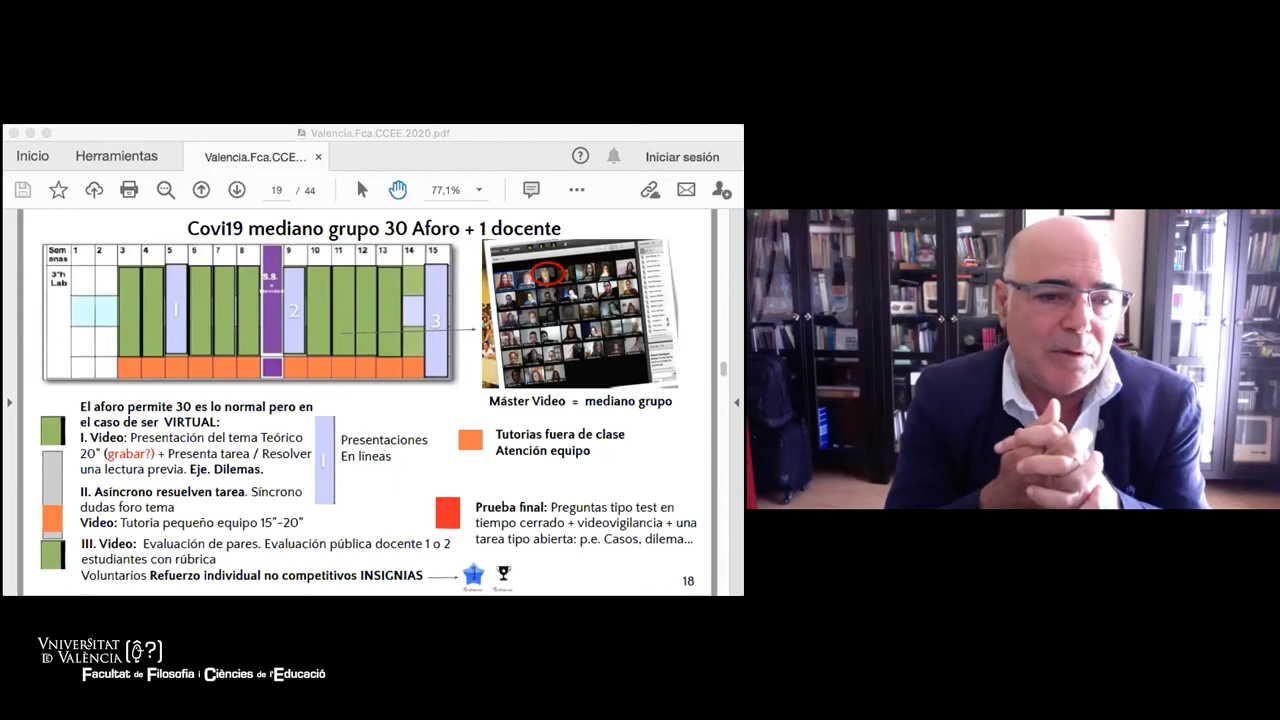 Valencia.Fca.CCEE.2020.pdf
Inicio Herramientas Valencia.Fca.CCE... × ? Iniciar sesión
19 / 44 77,1%
Covi19 mediano grupo 30 Aforo + 1 docente
Sem 1 2 3 4 5 6 7 8 9 10 11 12 13 14 15
anas
3"h
Lab
S.S.
1 2 3
Máster Video = mediano grupo
El aforo permite 30 es lo normal pero en
el caso de ser VIRTUAL:
I. Video: Presentación del tema Teórico
20” (grabar?) + Presenta tarea / Resolver
una lectura previa. Eje. Dilemas.
II. Asíncrono resuelven tarea. Síncrono
dudas foro tema
Video: Tutoria pequeño equipo 15”-20”
III. Video: Evaluación de pares. Evaluación pública docente 1 o 2
estudiantes con rúbrica
Voluntarios Refuerzo individual no competitivos INSIGNIAS
1
Presentaciones
En líneas
Tutorias fuera de clase
Atención equipo
Prueba final: Preguntas tipo test en
tiempo cerrado + videovigilancia + una
tarea tipo abierta: p.e. Casos, dilema...
18
VNIVERSITAT
DE VALÈNCIA
Facultat de Filosofia i Ciències de l'Educació